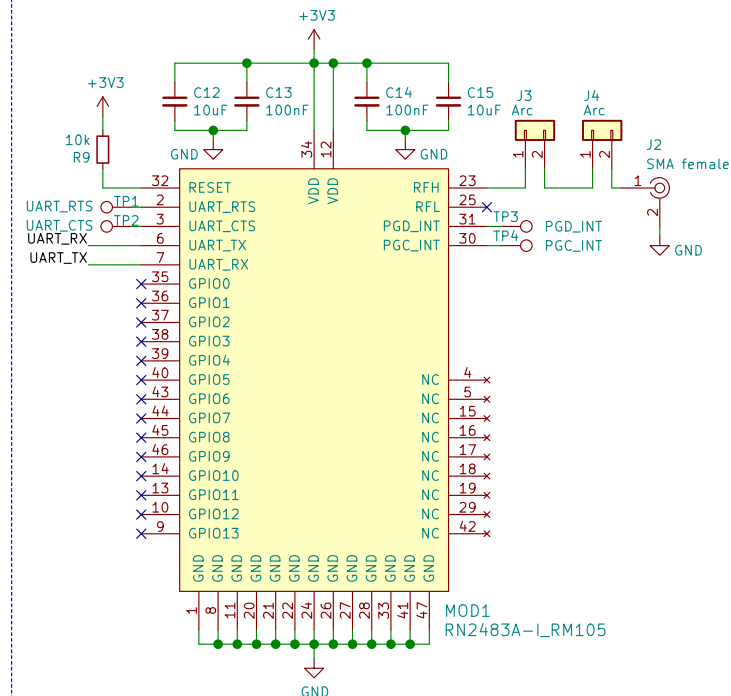 +3V3
+3V3
C12
10uF
C13
100nF
C14
100nF
C15
10uF
J3
Arc
J4
Arc
J2
SMA female
10k
R9
GND
GND
34
12
1
2
1
2
1
2
GND
VDD
VDD
32 RESET
UART_RTS TP1 2 UART_RTS
UART_CTS TP2 3 UART_CTS
UART_RX 6 UART_TX
UART_TX 7 UART_RX
35 GPIO0
36 GPIO1
37 GPIO2
38 GPIO3
39 GPIO4
40 GPIO5
43 GPIO6
44 GPIO7
45 GPIO8
46 GPIO9
14 GPIO10
13 GPIO11
10 GPIO12
9 GPIO13
RFH 23
RFL 25
PGD_INT 31 TP3 PGD_INT
PGC_INT 30 TP4 PGC_INT
NC 4
NC 5
NC 15
NC 16
NC 17
NC 18
NC 19
NC 29
NC 42
GND GND GND GND GND GND GND GND GND GND GND GND GND
1 8 11 20 21 22 24 26 27 28 33 41 47
MOD1
RN2483A-I_RM105
GND